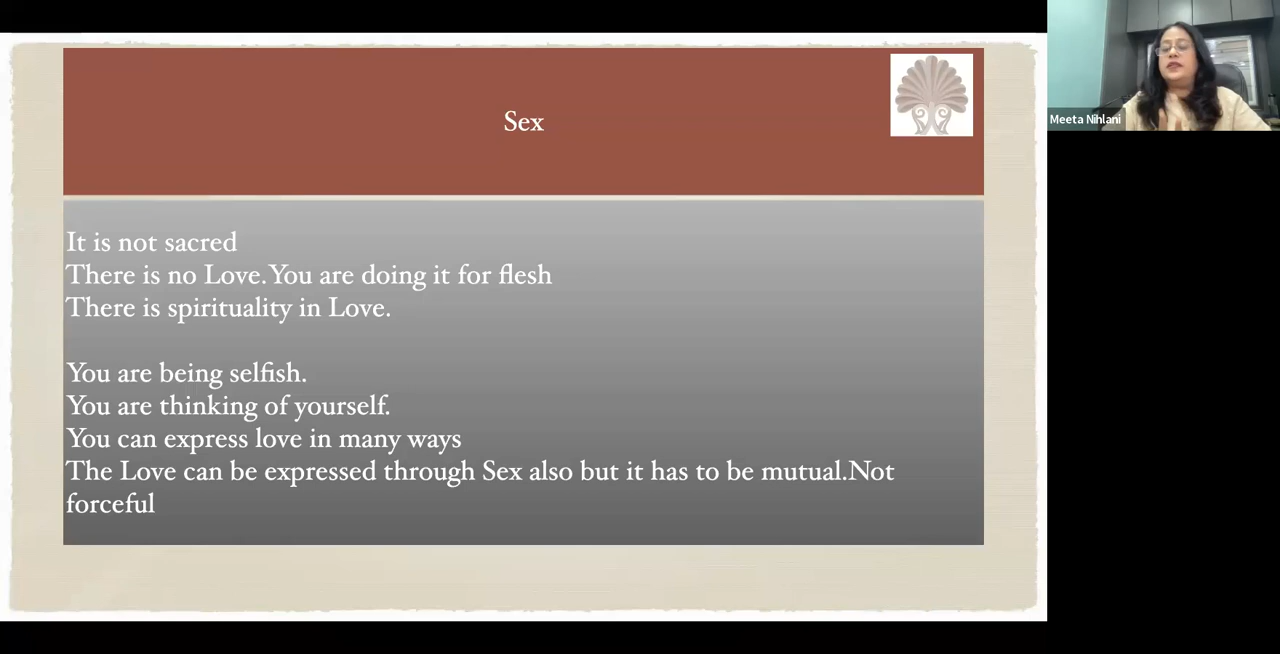 Sex
It is not sacred
There is no Love.You are doing it for flesh
There is spirituality in Love.
You are being selfish.
You are thinking of yourself.
You can express love in many ways
The Love can be expressed through Sex also but it has to be mutual.Not
forceful
Meeta Nihlani